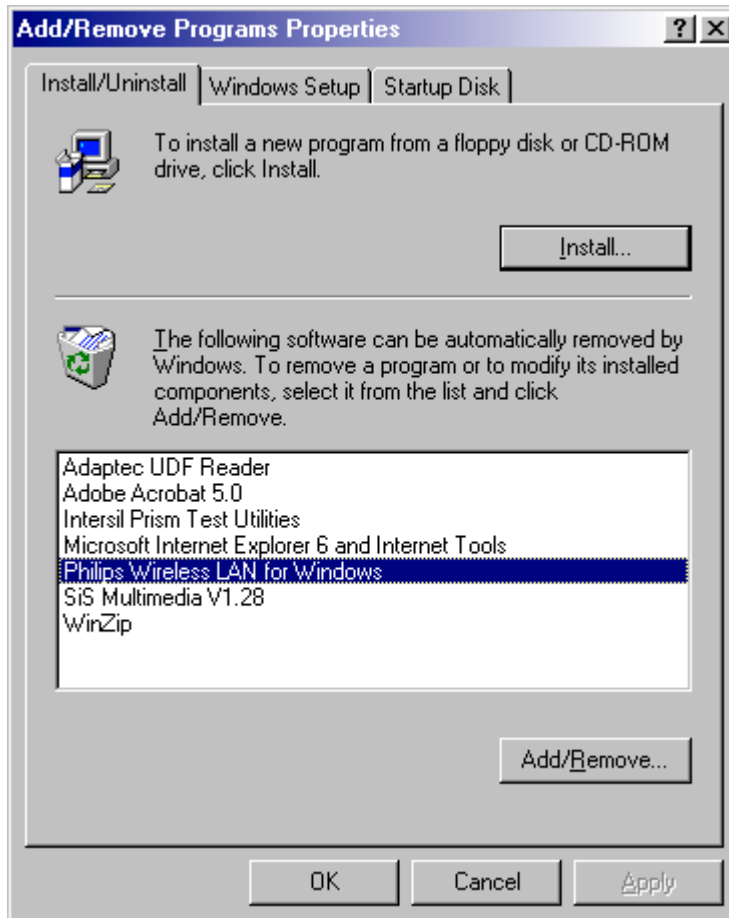 Add/Remove Programs Properties
Install/Uninstall Windows Setup Startup Disk
To install a new program from a floppy disk or CD-ROM
drive, click Install.
Install...
The following software can be automatically removed by
Windows. To remove a program or to modify its installed
components, select it from the list and click
Add/Remove.
Adaptec UDF Reader
Adobe Acrobat 5.0
Intersil Prism Test Utilities
Microsoft Internet Explorer 6 and Internet Tools
Philips Wireless LAN for Windows
SiS Multimedia V1.28
WinZip
Add/Remove...
OK Cancel Apply